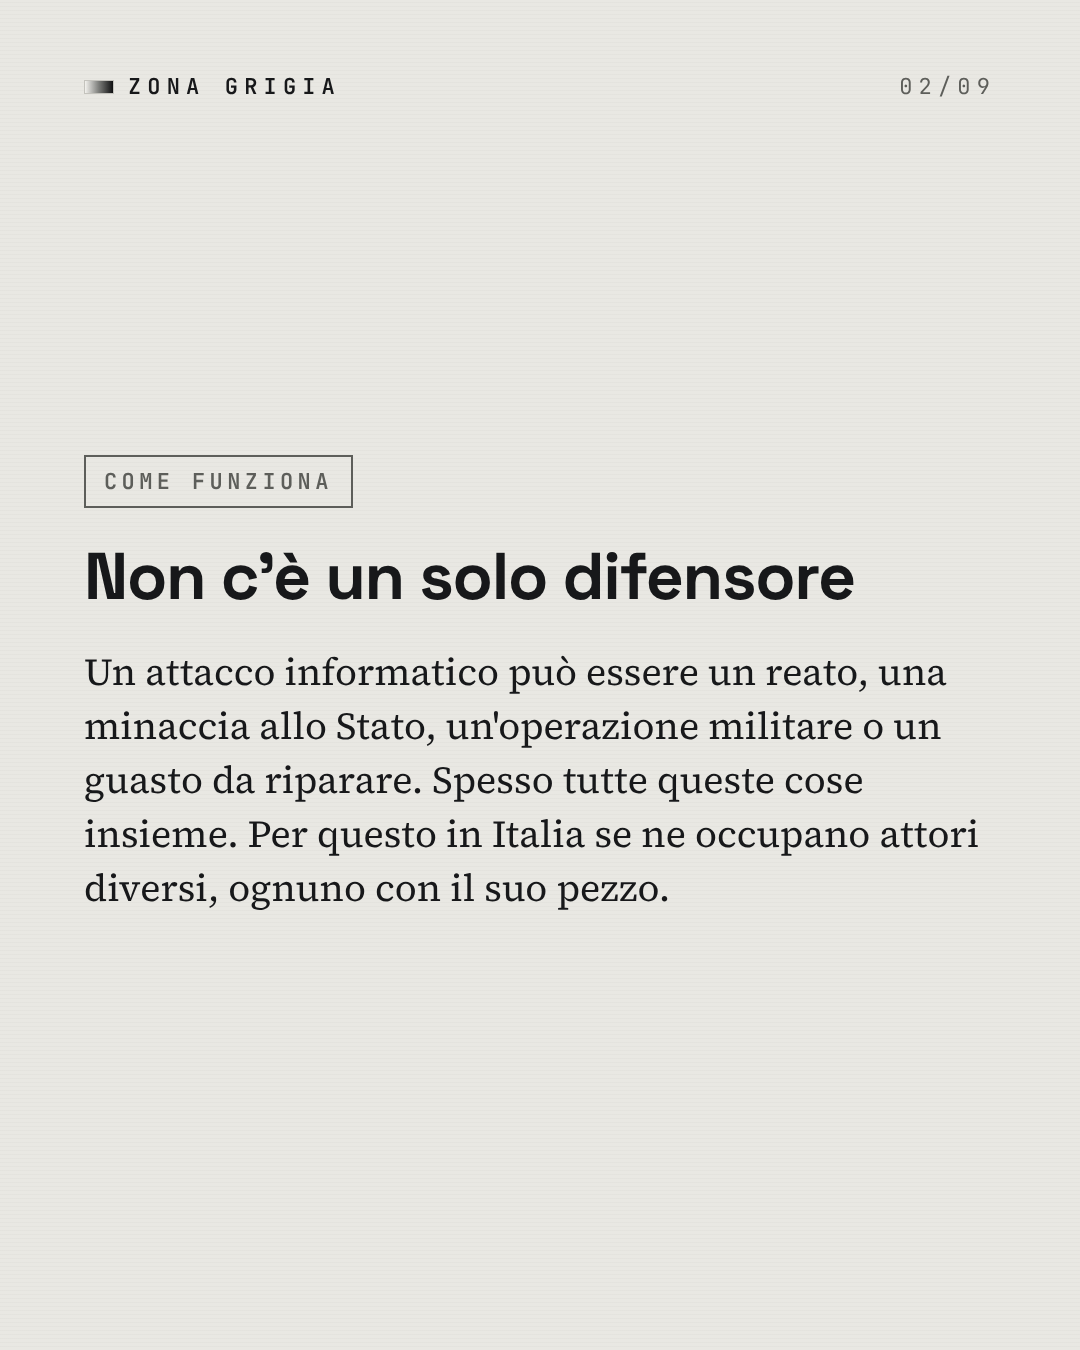 ZONA GRIGIA
02/09
COME FUNZIONA
Non c’è un solo difensore
Un attacco informatico può essere un reato, una
minaccia allo Stato, un'operazione militare o un
guasto da riparare. Spesso tutte queste cose
insieme. Per questo in Italia se ne occupano attori
diversi, ognuno con il suo pezzo.